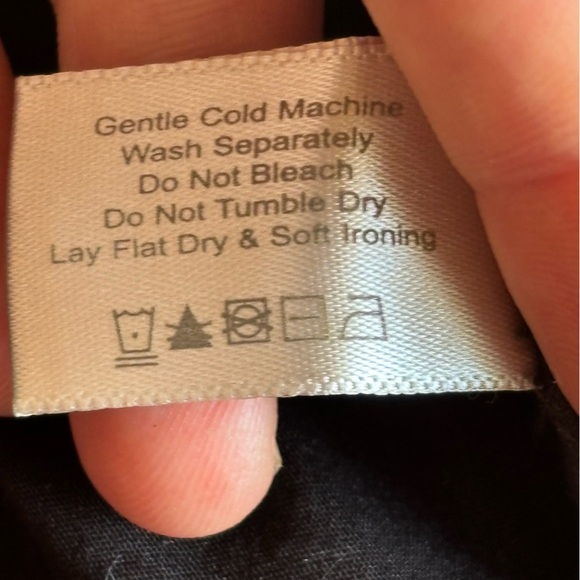 Gentle Cold Machine
Wash Separately
Do Not Bleach
Do Not Tumble Dry
Lay Flat Dry & Soft Ironing